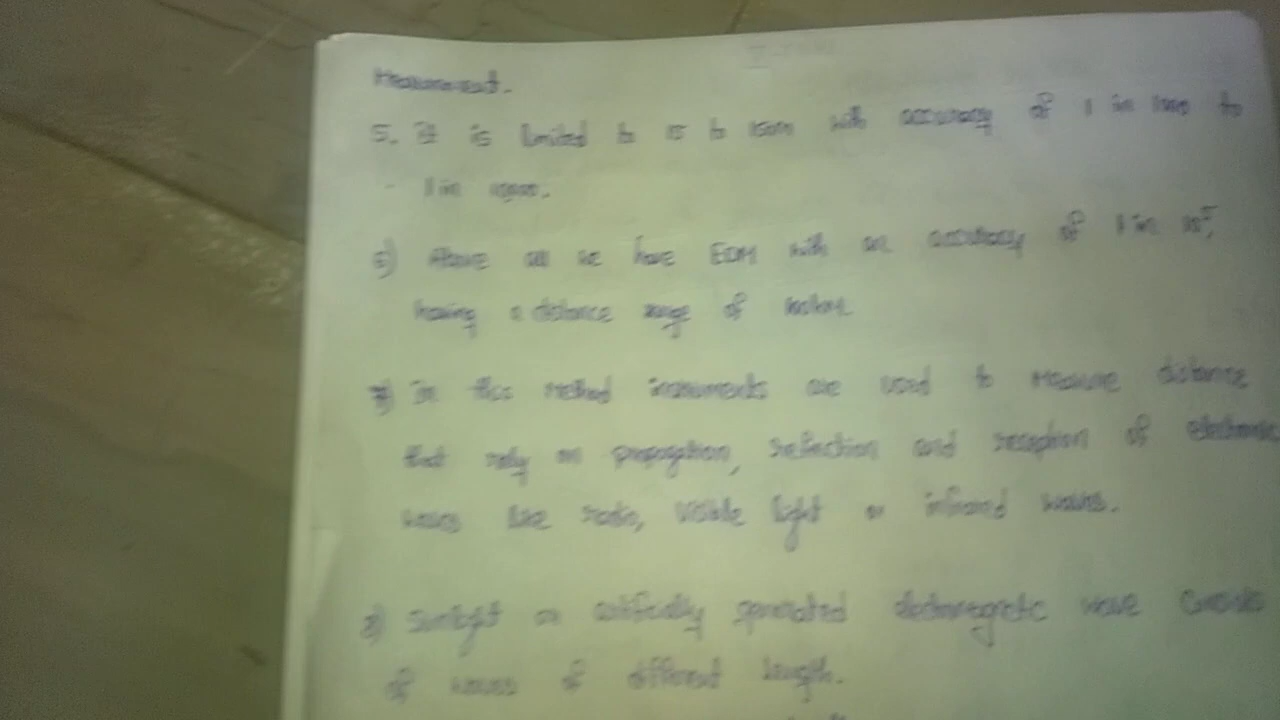 Measurement.
5. It is limited to 15 to 150m with accuracy of 1 in 1000 to
1 in
6) Above all we have EDM with an accuracy of 1 in 10⁵,
having a distance range of
7) In this method instruments are used to measure distance
that rely on propagation, reflection and reception of
waves like radio, visible light or infrared waves.
8) Sunlight or artificially generated electromagnetic wave consists
of waves of different length.